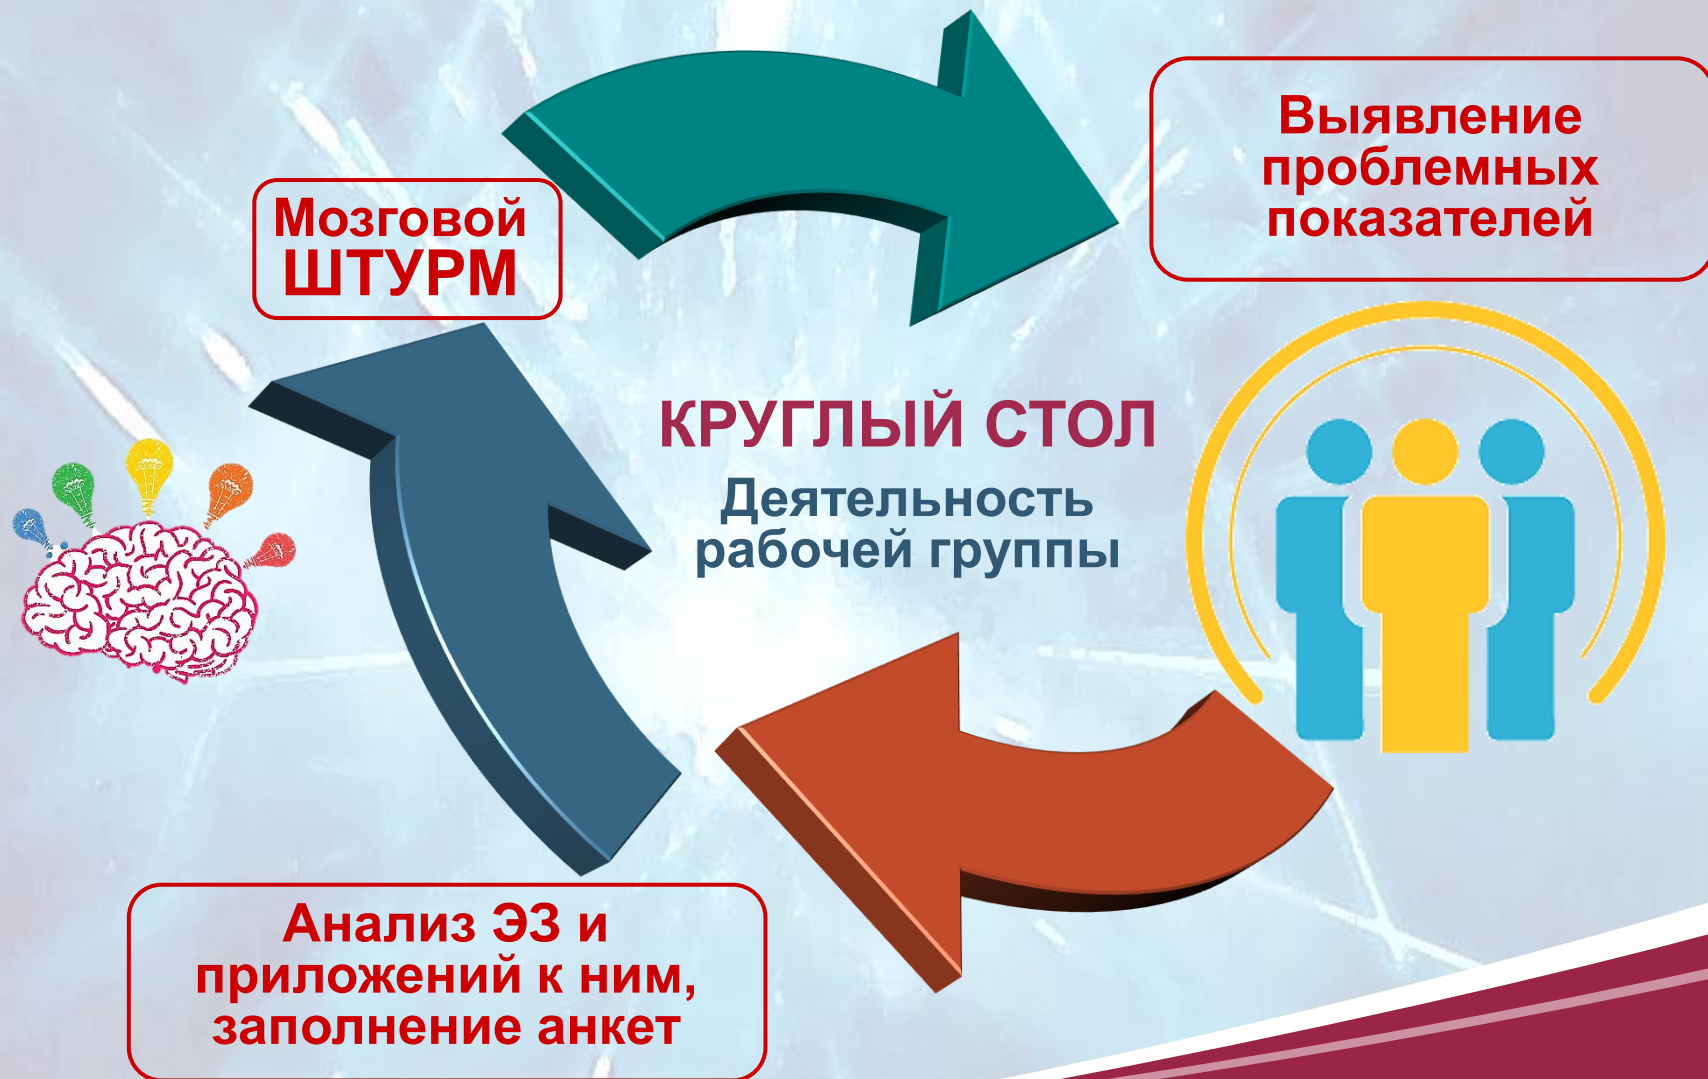 Мозговой
ШТУРМ
Выявление
проблемных
показателей
КРУГЛЫЙ СТОЛ
Деятельность
рабочей группы
Анализ ЭЗ и
приложений к ним,
заполнение анкет